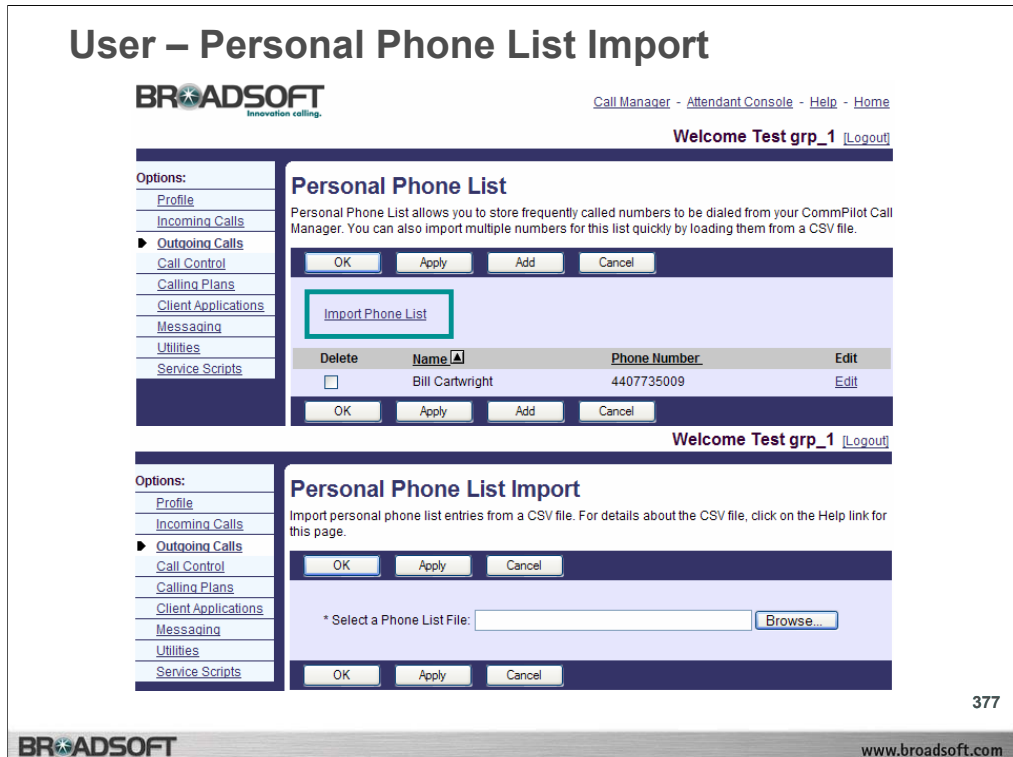 User – Personal Phone List Import
BROADSOFT
Innovation calling.
Call Manager - Attendant Console - Help - Home
Welcome Test grp_1 [Logout]
Options:
Profile
Incoming Calls
Outgoing Calls
Call Control
Calling Plans
Client Applications
Messaging
Utilities
Service Scripts
Personal Phone List
Personal Phone List allows you to store frequently called numbers to be dialed from your CommPilot Call
Manager. You can also import multiple numbers for this list quickly by loading them from a CSV file.
OK Apply Add Cancel
Import Phone List
Delete Name Phone Number Edit
Bill Cartwright 4407735009 Edit
OK Apply Add Cancel
Welcome Test grp_1 [Logout]
Options:
Profile
Incoming Calls
Outgoing Calls
Call Control
Calling Plans
Client Applications
Messaging
Utilities
Service Scripts
Personal Phone List Import
Import personal phone list entries from a CSV file. For details about the CSV file, click on the Help link for
this page.
OK Apply Cancel
* Select a Phone List File: Browse...
OK Apply Cancel
377
BROADSOFT
www.broadsoft.com